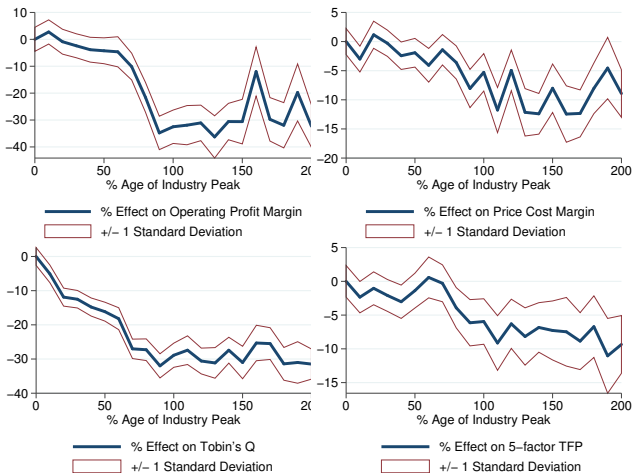 10
0
−10
−20
−30
−40
0 50 100 150 200
% Age of Industry Peak
% Effect on Operating Profit Margin
+/− 1 Standard Deviation
5
0
−5
−10
−15
−20
0 50 100 150 200
% Age of Industry Peak
% Effect on Price Cost Margin
+/− 1 Standard Deviation
0
−10
−20
−30
−40
0 50 100 150 200
% Age of Industry Peak
% Effect on Tobin's Q
+/− 1 Standard Deviation
5
0
−5
−10
−15
0 50 100 150 200
% Age of Industry Peak
% Effect on 5−factor TFP
+/− 1 Standard Deviation